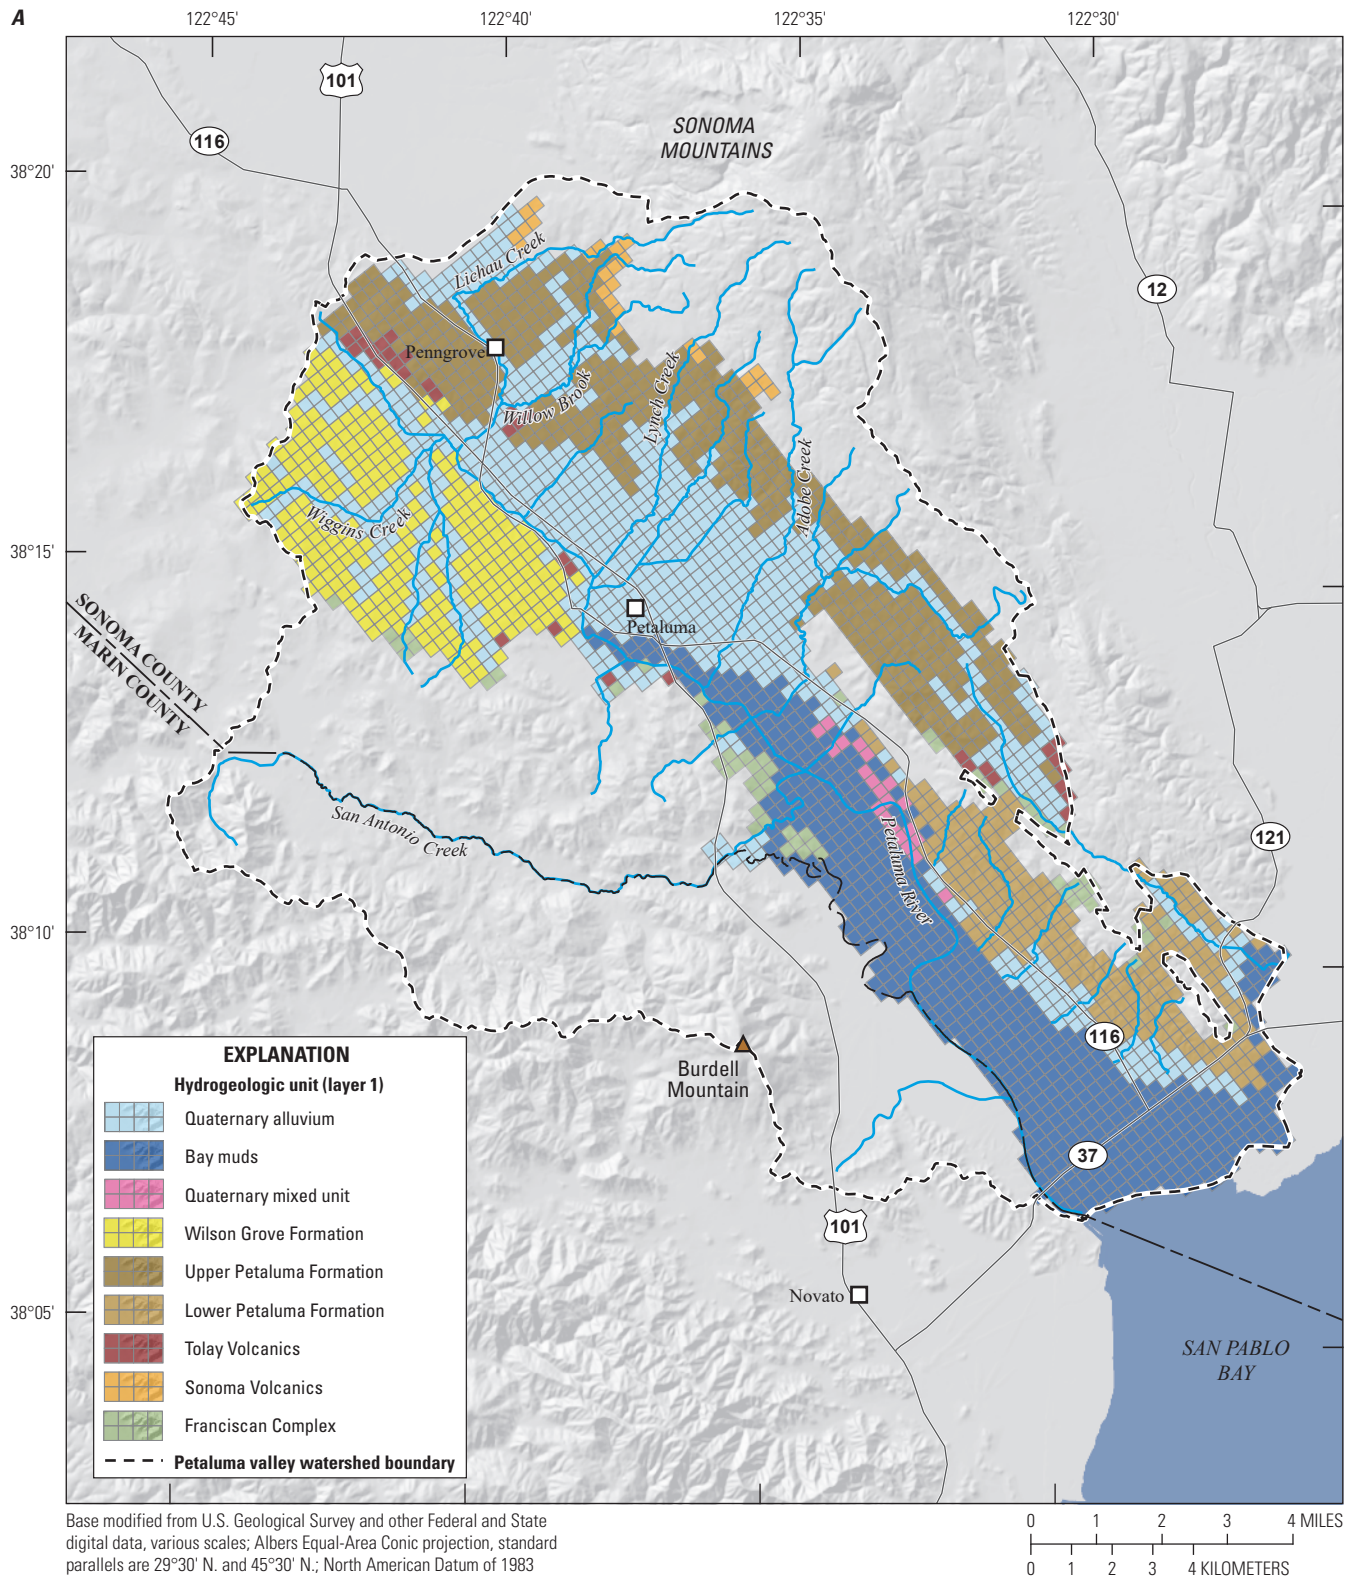 A
122°45'
122°40'
122°35'
122°30'
101
116
SONOMA
MOUNTAINS
38°20'
12
Lichau Creek
Penngrove
Willow Brook
Lynch Creek
Adobe Creek
Wiggins Creek
38°15'
Petaluma
SONOMA COUNTY
MARIN COUNTY
San Antonio Creek
Petaluma River
121
38°10'
116
Burdell
Mountain
37
101
Novato
38°05'
SAN PABLO
BAY
EXPLANATION
Hydrogeologic unit (layer 1)
Quaternary alluvium
Bay muds
Quaternary mixed unit
Wilson Grove Formation
Upper Petaluma Formation
Lower Petaluma Formation
Tolay Volcanics
Sonoma Volcanics
Franciscan Complex
Petaluma valley watershed boundary
Base modified from U.S. Geological Survey and other Federal and State
digital data, various scales; Albers Equal-Area Conic projection, standard
parallels are 29°30' N. and 45°30' N.; North American Datum of 1983
0 1 2 3 4 MILES
0 1 2 3 4 KILOMETERS